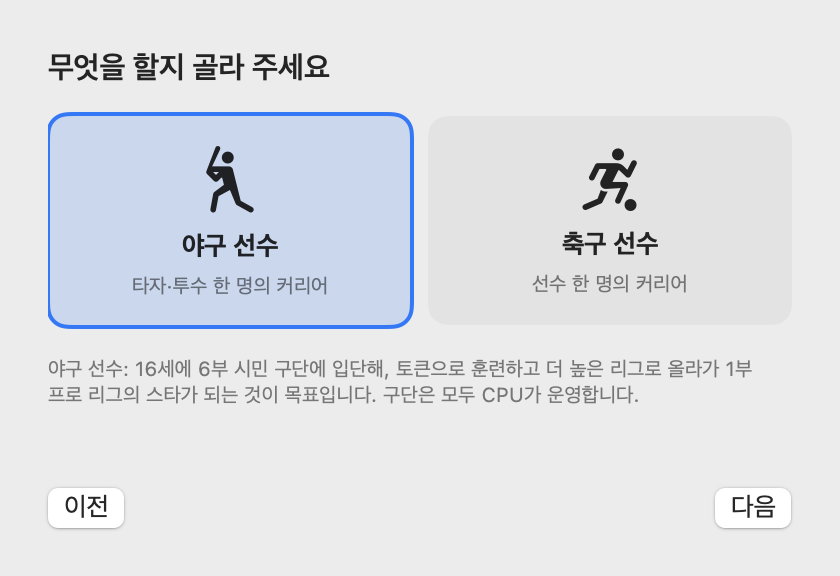 무엇을 할지 골라 주세요
야구 선수
타자·투수 한 명의 커리어
축구 선수
선수 한 명의 커리어
야구 선수: 16세에 6부 시민 구단에 입단해, 토큰으로 훈련하고 더 높은 리그로 올라가 1부
프로 리그의 스타가 되는 것이 목표입니다. 구단은 모두 CPU가 운영합니다.
이전
다음